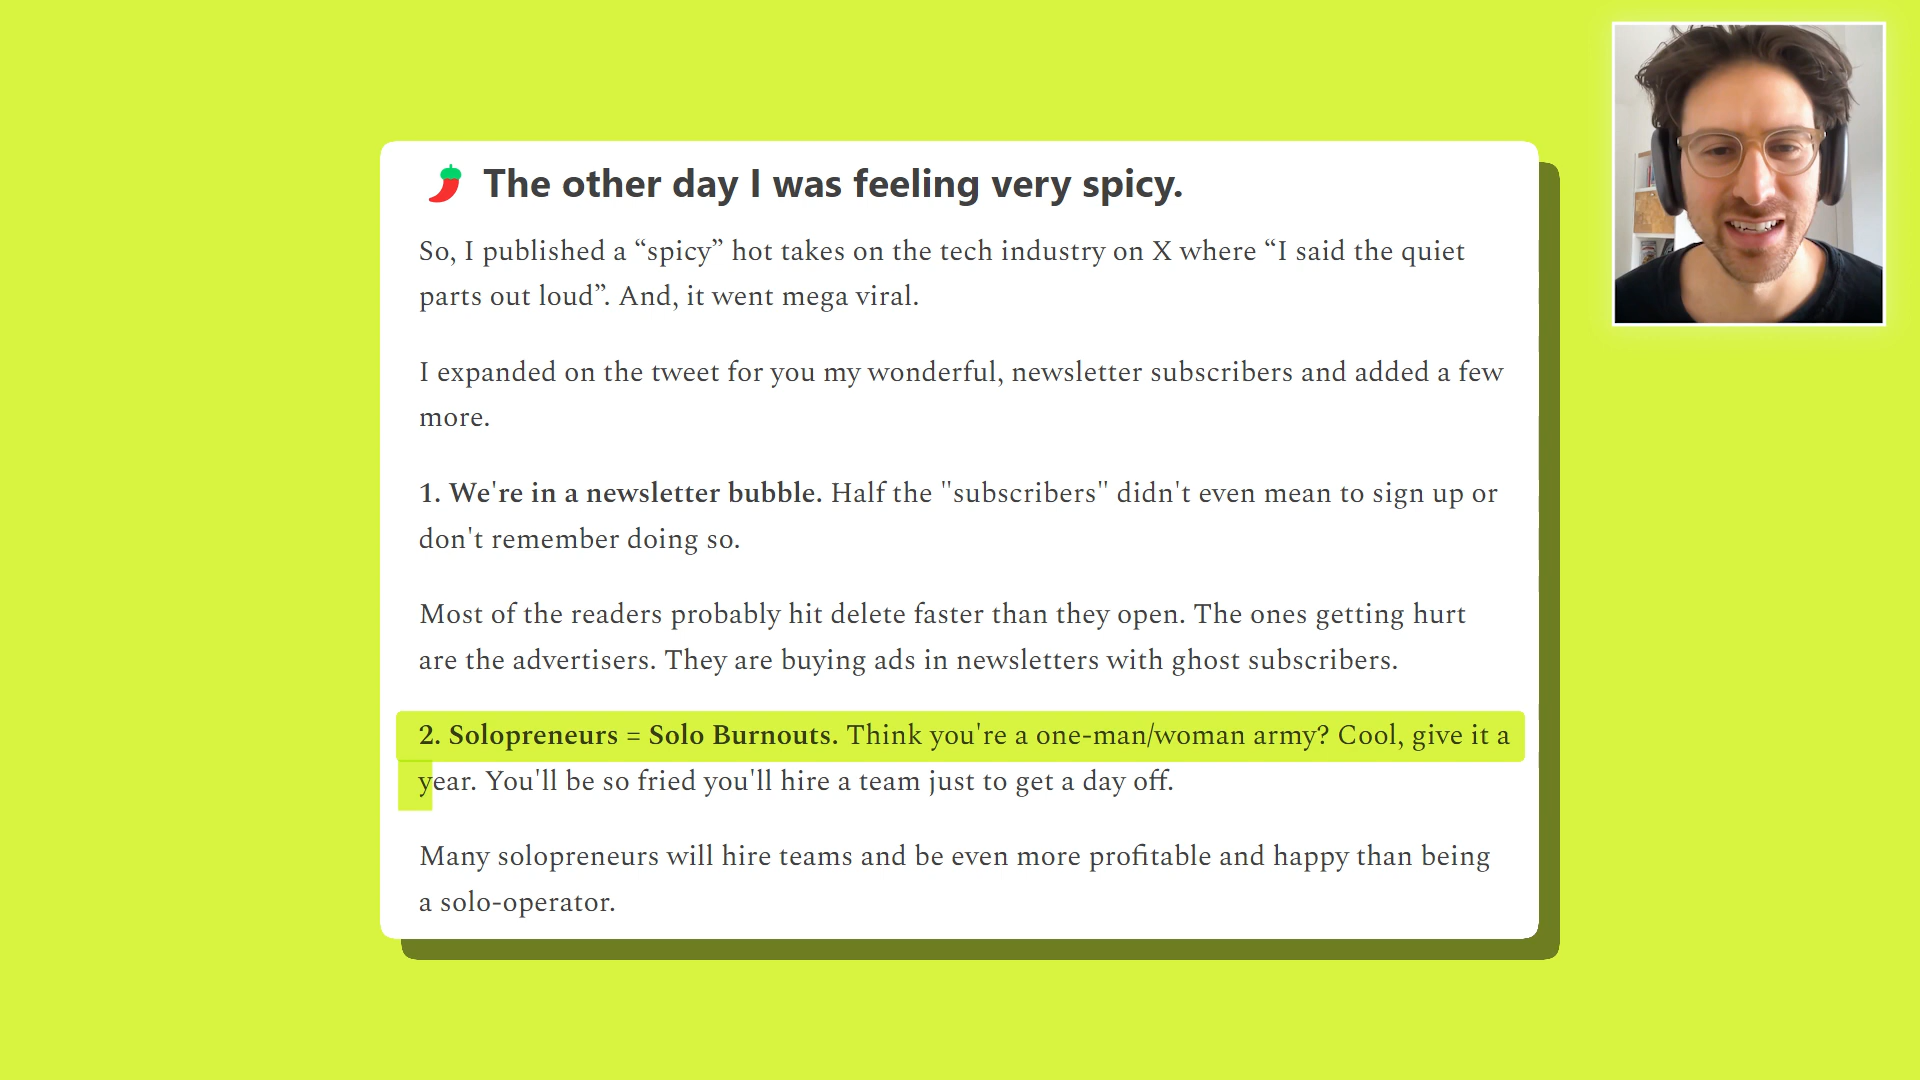 The other day I was feeling very spicy.
So, I published a “spicy” hot takes on the tech industry on X where “I said the quiet
parts out loud”. And, it went mega viral.
I expanded on the tweet for you my wonderful, newsletter subscribers and added a few
more.
1. We're in a newsletter bubble. Half the "subscribers" didn't even mean to sign up or
don't remember doing so.
Most of the readers probably hit delete faster than they open. The ones getting hurt
are the advertisers. They are buying ads in newsletters with ghost subscribers.
2. Solopreneurs = Solo Burnouts. Think you're a one-man/woman army? Cool, give it a
year. You'll be so fried you'll hire a team just to get a day off.
Many solopreneurs will hire teams and be even more profitable and happy than being
a solo-operator.